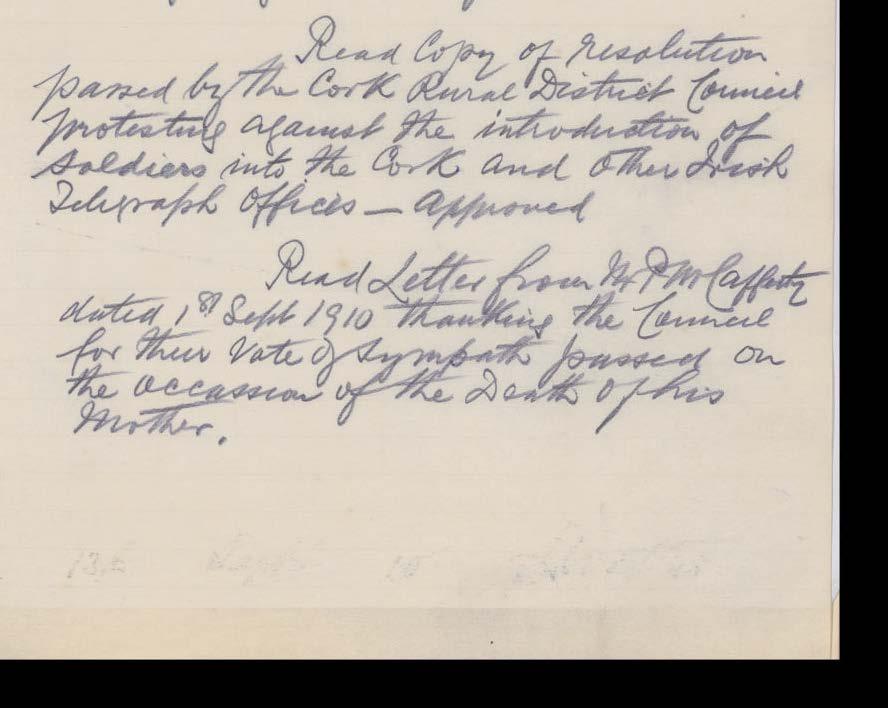 Read Copy of resolution
passed by the Cork Rural District Council
protesting against the introduction of
soldiers into the Cork and Other Irish
Telegraph Offices — Approved
Read Letter from Mr P McCafferty
dated 1st Sept 1910 thanking the Council
for their Vote of Sympath passed on
the occassion of the Death of his
Mother.